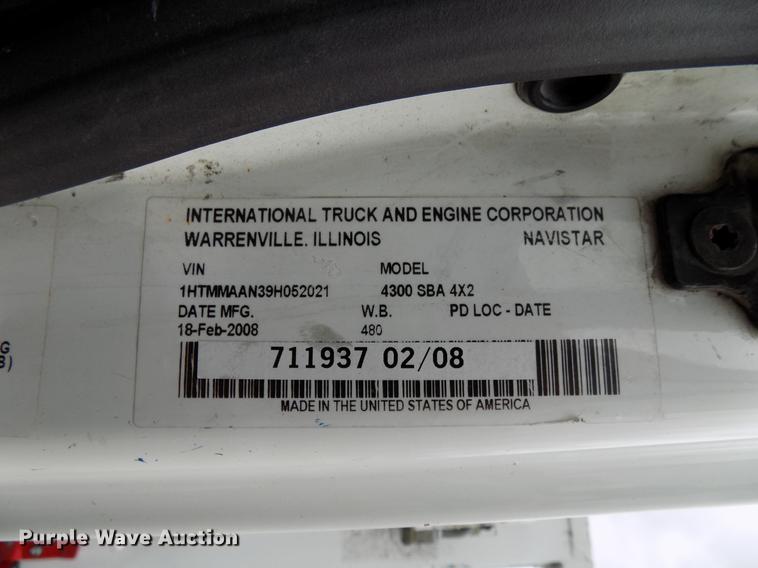 INTERNATIONAL TRUCK AND ENGINE CORPORATION
WARRENVILLE, ILLINOIS NAVISTAR
VIN MODEL
1HTMMAAN39H052021 4300 SBA 4X2
DATE MFG. W.B. PD LOC - DATE
18-Feb-2008 480
711937 02/08
MADE IN THE UNITED STATES OF AMERICA
G
B)
Purple Wave Auction